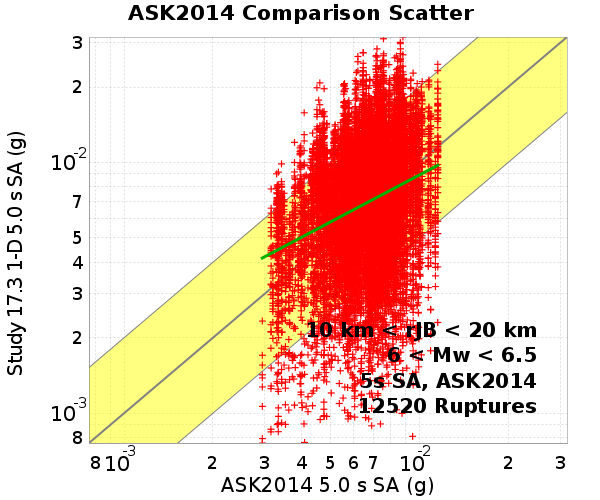 ASK2014 Comparison Scatter
3
2
10-2
7
5
4
3
2
10-3
8
Study 17.3 1-D 5.0 s SA (g)
10 km < rJB < 20 km
6 < Mw < 6.5
5s SA, ASK2014
12520 Ruptures
8 10-3 2 3 4 5 6 7 10-2 2 3
ASK2014 5.0 s SA (g)